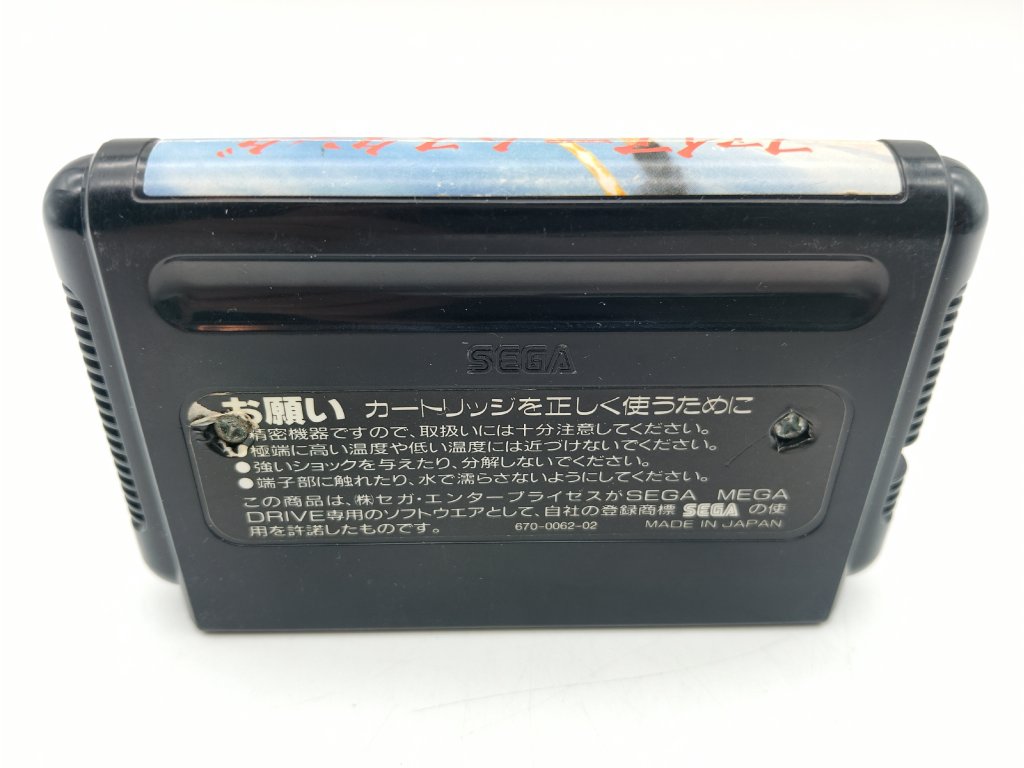 SEGA
お願い カートリッジを正しく使うために
精密機器ですので、取扱いには十分注意してください。
極端に高い温度や低い温度には近づけないでください。
●強いショックを与えたり、分解しないでください。
●端子部に触れたり、水で濡らさないようにしてください。
この商品は、㈱セガ・エンタープライゼスがSEGA MEGA
DRIVE専用のソフトウエアとして、自社の登録商標 SEGA の使
用を許諾したものです。 670-0062-02 MADE IN JAPAN